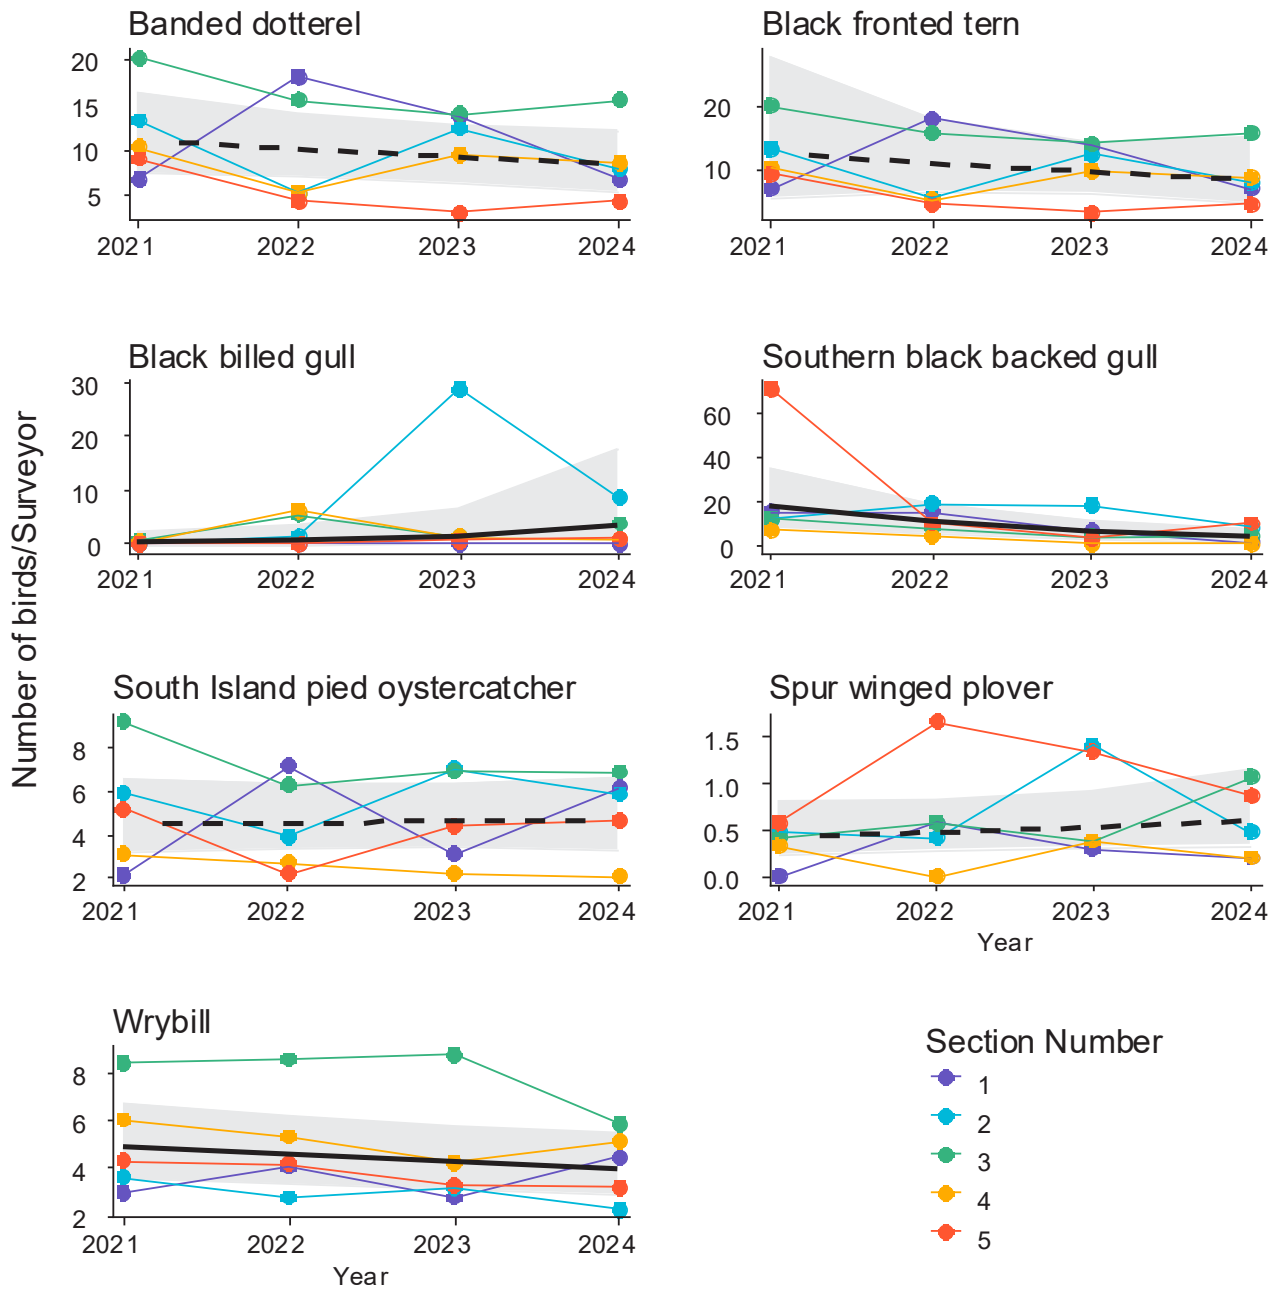 Banded dotterel
20
15
10
5
2021 2022 2023 2024
Black fronted tern
20
10
2021 2022 2023 2024
Number of birds/Surveyor
Black billed gull
30
20
10
0
2021 2022 2023 2024
Southern black backed gull
60
40
20
0
2021 2022 2023 2024
South Island pied oystercatcher
8
6
4
2
2021 2022 2023 2024
Spur winged plover
1.5
1.0
0.5
0.0
2021 2022 2023 2024
Year
Wrybill
8
6
4
2
2021 2022 2023 2024
Year
Section Number
1
2
3
4
5